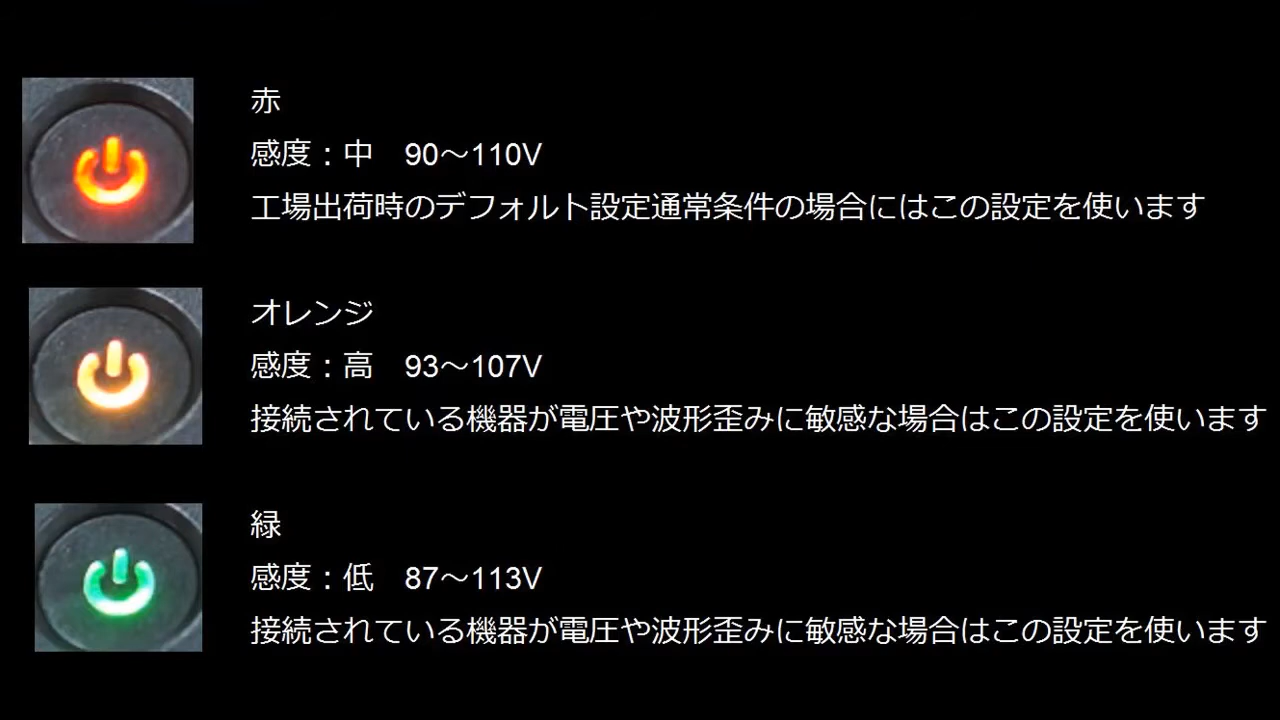 赤
感度：中　90～110V
工場出荷時のデフォルト設定通常条件の場合にはこの設定を使います
オレンジ
感度：高　93～107V
接続されている機器が電圧や波形歪みに敏感な場合はこの設定を使います
緑
感度：低　87～113V
接続されている機器が電圧や波形歪みに敏感な場合はこの設定を使います